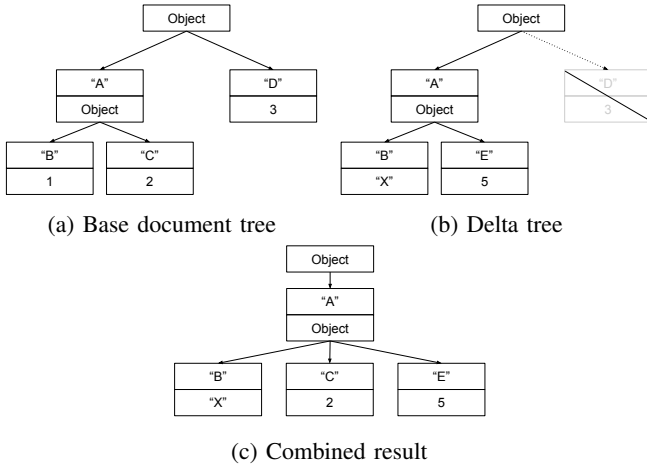 Object
Object
“A”
“D”
Object
3
“B”
“C”
1
2
(a) Base document tree
“A”
“D”
Object
3
“B”
“E”
“X”
5
(b) Delta tree
Object
“A”
Object
“B”
“C”
“E”
“X”
2
5
(c) Combined result